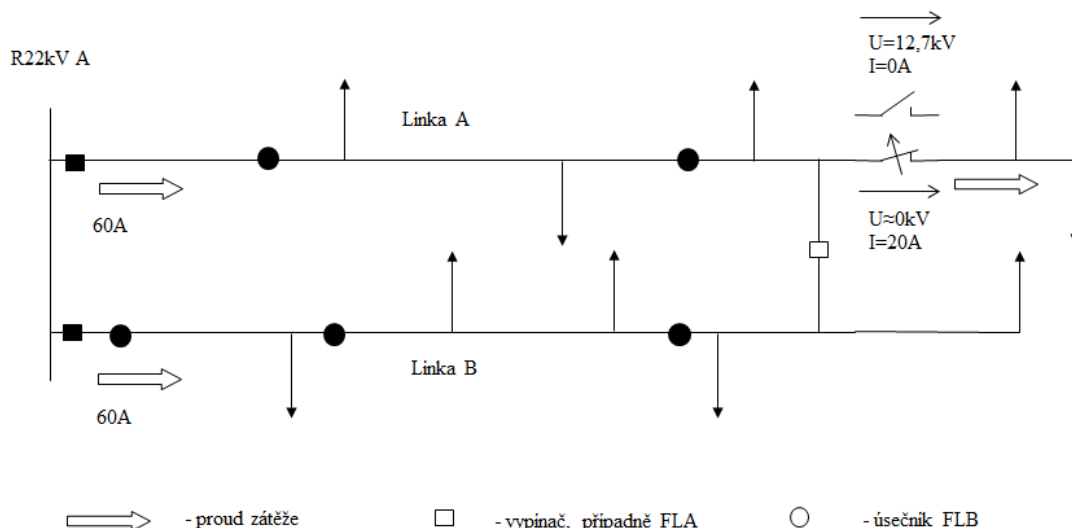 R22kV A
U=12,7kV
I=0A
Linka A
60A
U≈0kV
I=20A
Linka B
60A
- proud zátěže
- vypínač, případně FLA
- úsečník FLB